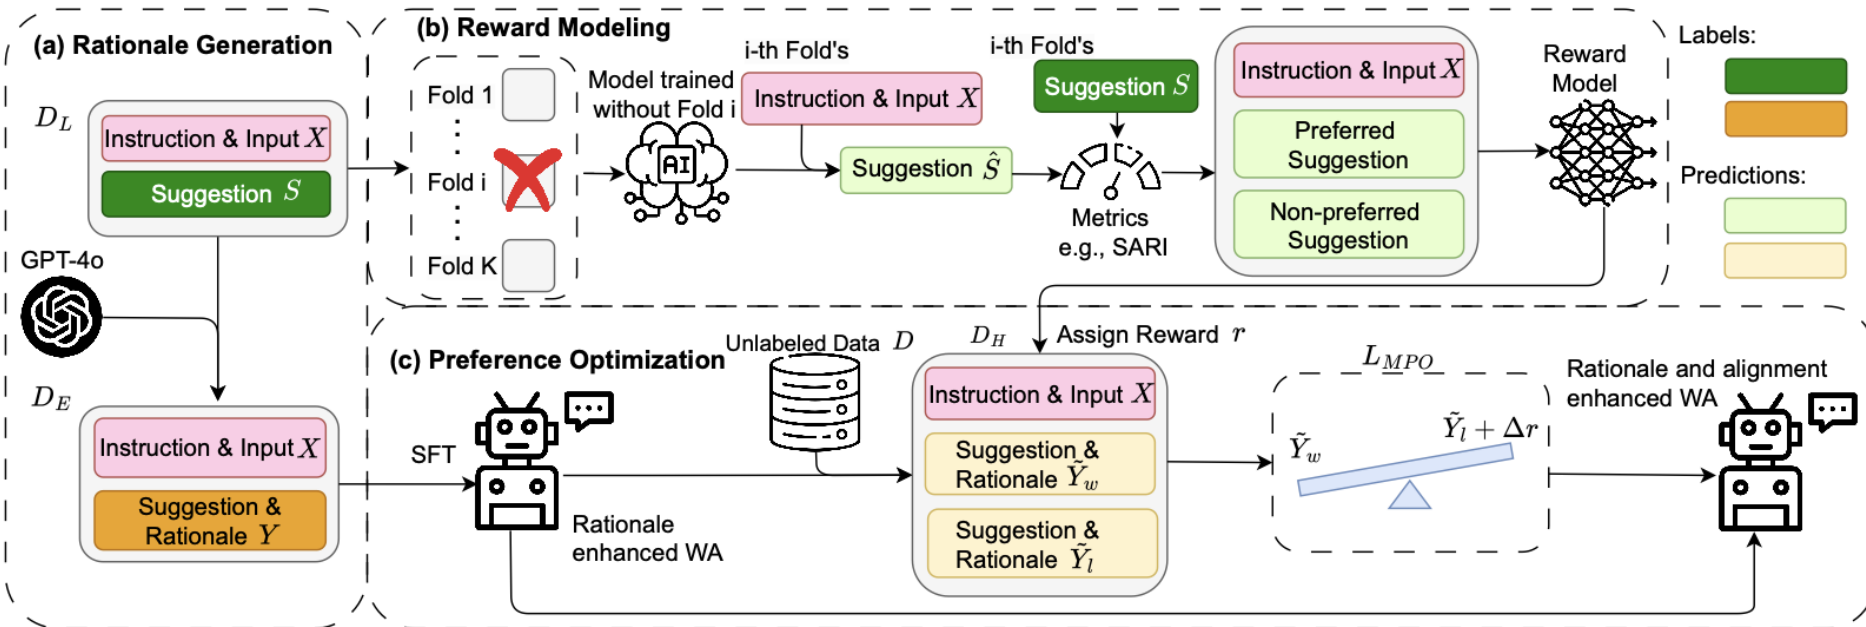 (a) Rationale Generation
D_L
Instruction & Input X
Suggestion S
GPT-4o
D_E
Instruction & Input X
Suggestion &
Rationale Y
(b) Reward Modeling
Fold 1
Fold i
Fold K
Model trained
without Fold i
AI
i-th Fold's
Instruction & Input X
Suggestion Ŝ
i-th Fold's
Suggestion S
Metrics
e.g., SARI
Instruction & Input X
Preferred
Suggestion
Non-preferred
Suggestion
Reward
Model
Labels:
Predictions:
(c) Preference Optimization
SFT
Rationale
enhanced WA
Unlabeled Data D
D_H
Assign Reward r
Instruction & Input X
Suggestion &
Rationale Ỹ_w
Suggestion &
Rationale Ỹ_l
L_{MPO}
Ỹ_w
Ỹ_l + Δr
Rationale and alignment
enhanced WA